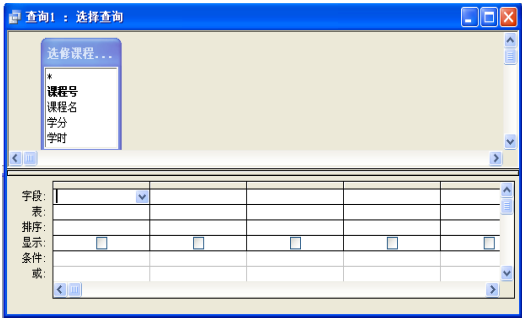 查询1 : 选择查询
选修课程...
*
课程号
课程名
学分
学时
字段:
表:
排序:
显示:
条件:
或: